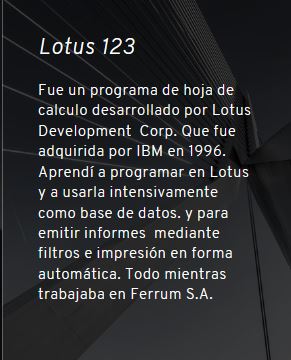 Lotus 123
Fue un programa de hoja de
calculo desarrollado por Lotus
Development  Corp. Que fue
adquirida por IBM en 1996.
Aprendí a programar en Lotus
y a usarla intensivamente
como base de datos. y para
emitir informes  mediante
filtros e impresión en forma
automática. Todo mientras
trabajaba en Ferrum S.A.